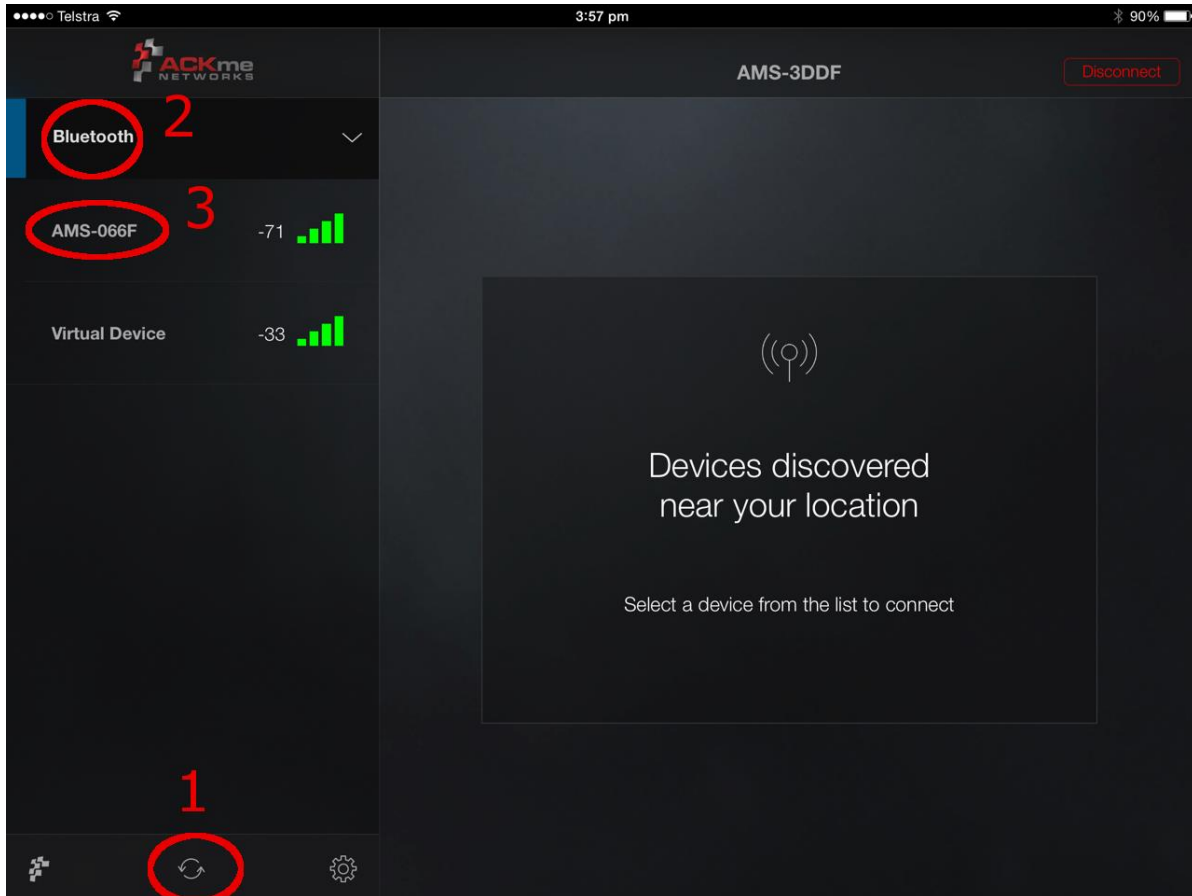 Telstra
3:57 pm
90%
ACKme
NETWORKS
AMS-3DDF
Disconnect
Bluetooth
2
AMS-066F
3
-71
Virtual Device
-33
Devices discovered
near your location
Select a device from the list to connect
1